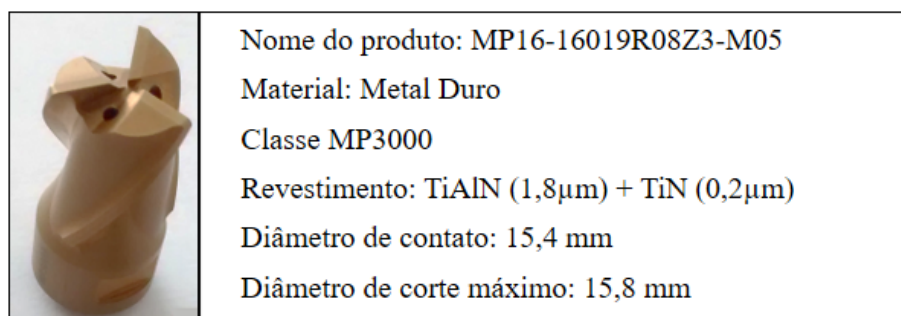 Nome do produto: MP16-16019R08Z3-M05
Material: Metal Duro
Classe MP3000
Revestimento: TiAlN (1,8µm) + TiN (0,2µm)
Diâmetro de contato: 15,4 mm
Diâmetro de corte máximo: 15,8 mm